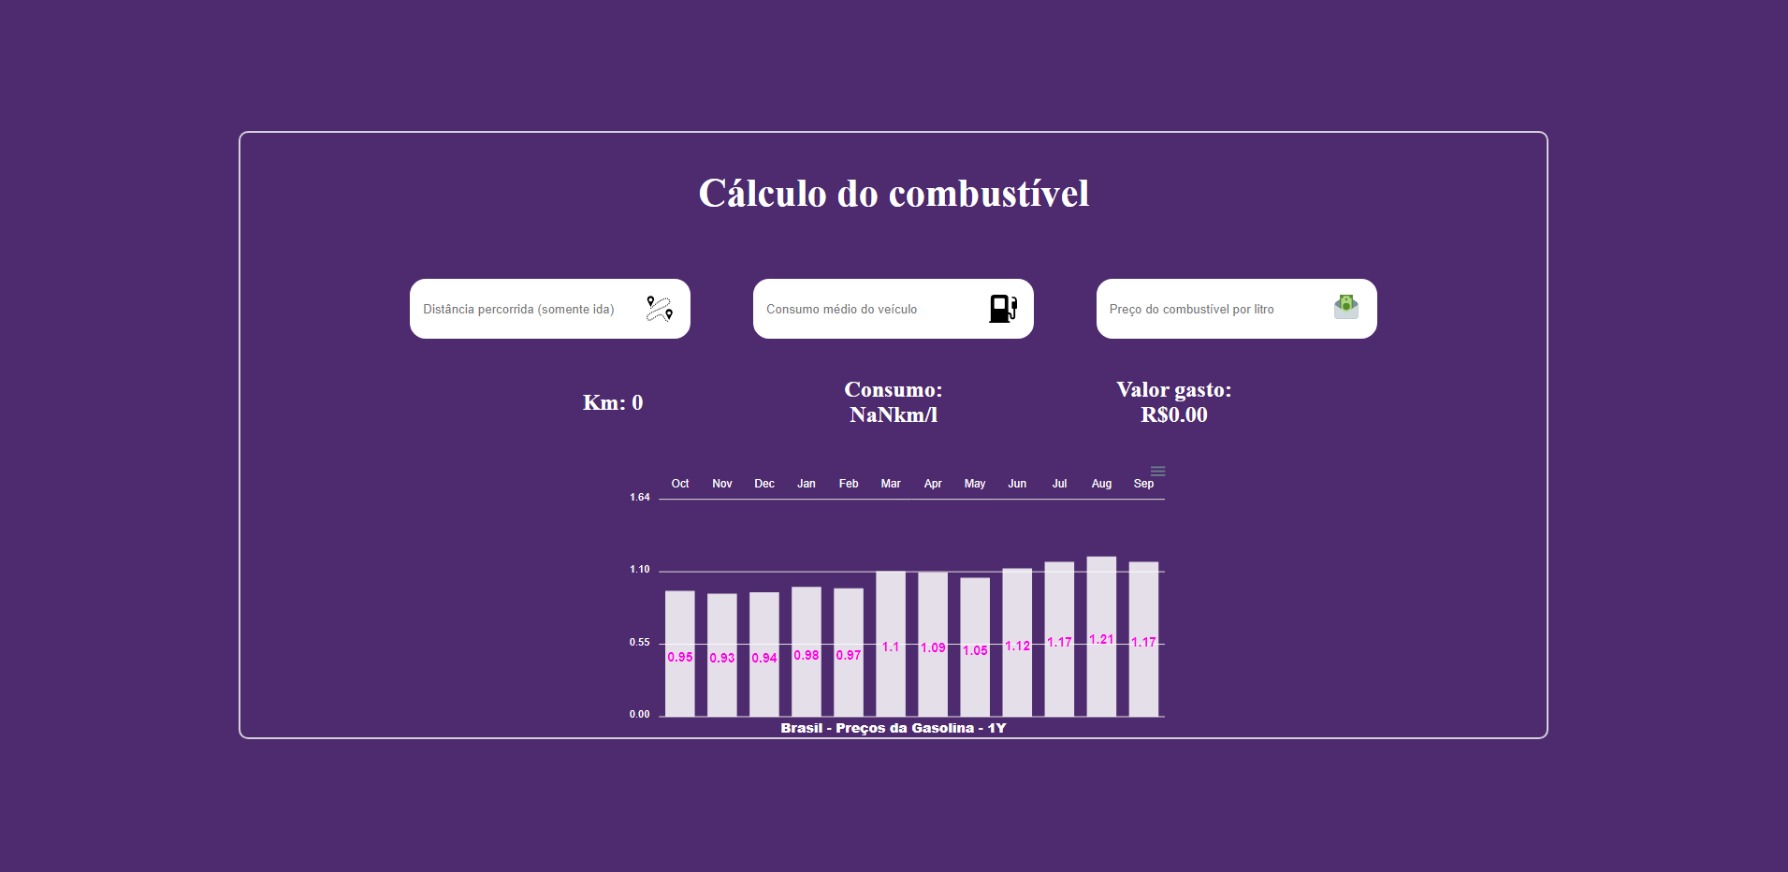 Cálculo do combustível
Distância percorrida (somente ida)
Consumo médio do veículo
Preço do combustível por litro
Km: 0
Consumo:
NaNkm/l
Valor gasto:
R$0.00
Oct Nov Dec Jan Feb Mar Apr May Jun Jul Aug Sep
1.64
1.10
0.55
0.00
0.95 0.93 0.94 0.98 0.97 1.1 1.09 1.05 1.12 1.17 1.21 1.17
Brasil - Preços da Gasolina - 1Y